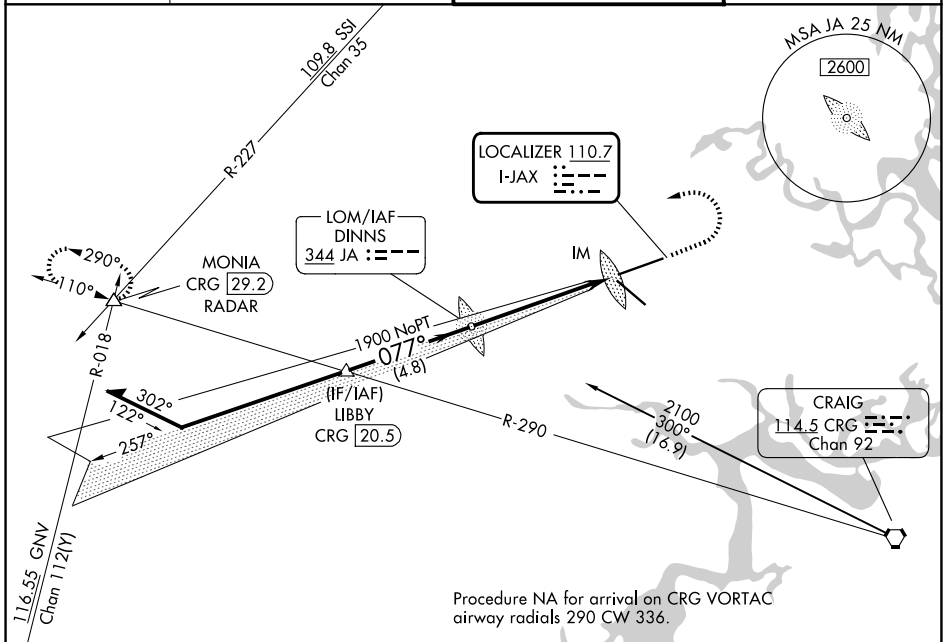 109.8 SSI
Chan 35
R-227
MSA JA 25 NM
2600
LOCALIZER 110.7
I-JAX
LOM/IAF
DINNS
344 JA
IM
290°
110°
MONIA
CRG 29.2
RADAR
R-018
1900 NoPT
077°
(4.8)
302°
122°
257°
(IF/IAF)
LIBBY
CRG 20.5
R-290
2100
300°
(16.9)
CRAIG
114.5 CRG
Chan 92
116.55 GNV
Chan 112(Y)
Procedure NA for arrival on CRG VORTAC
airway radials 290 CW 336.